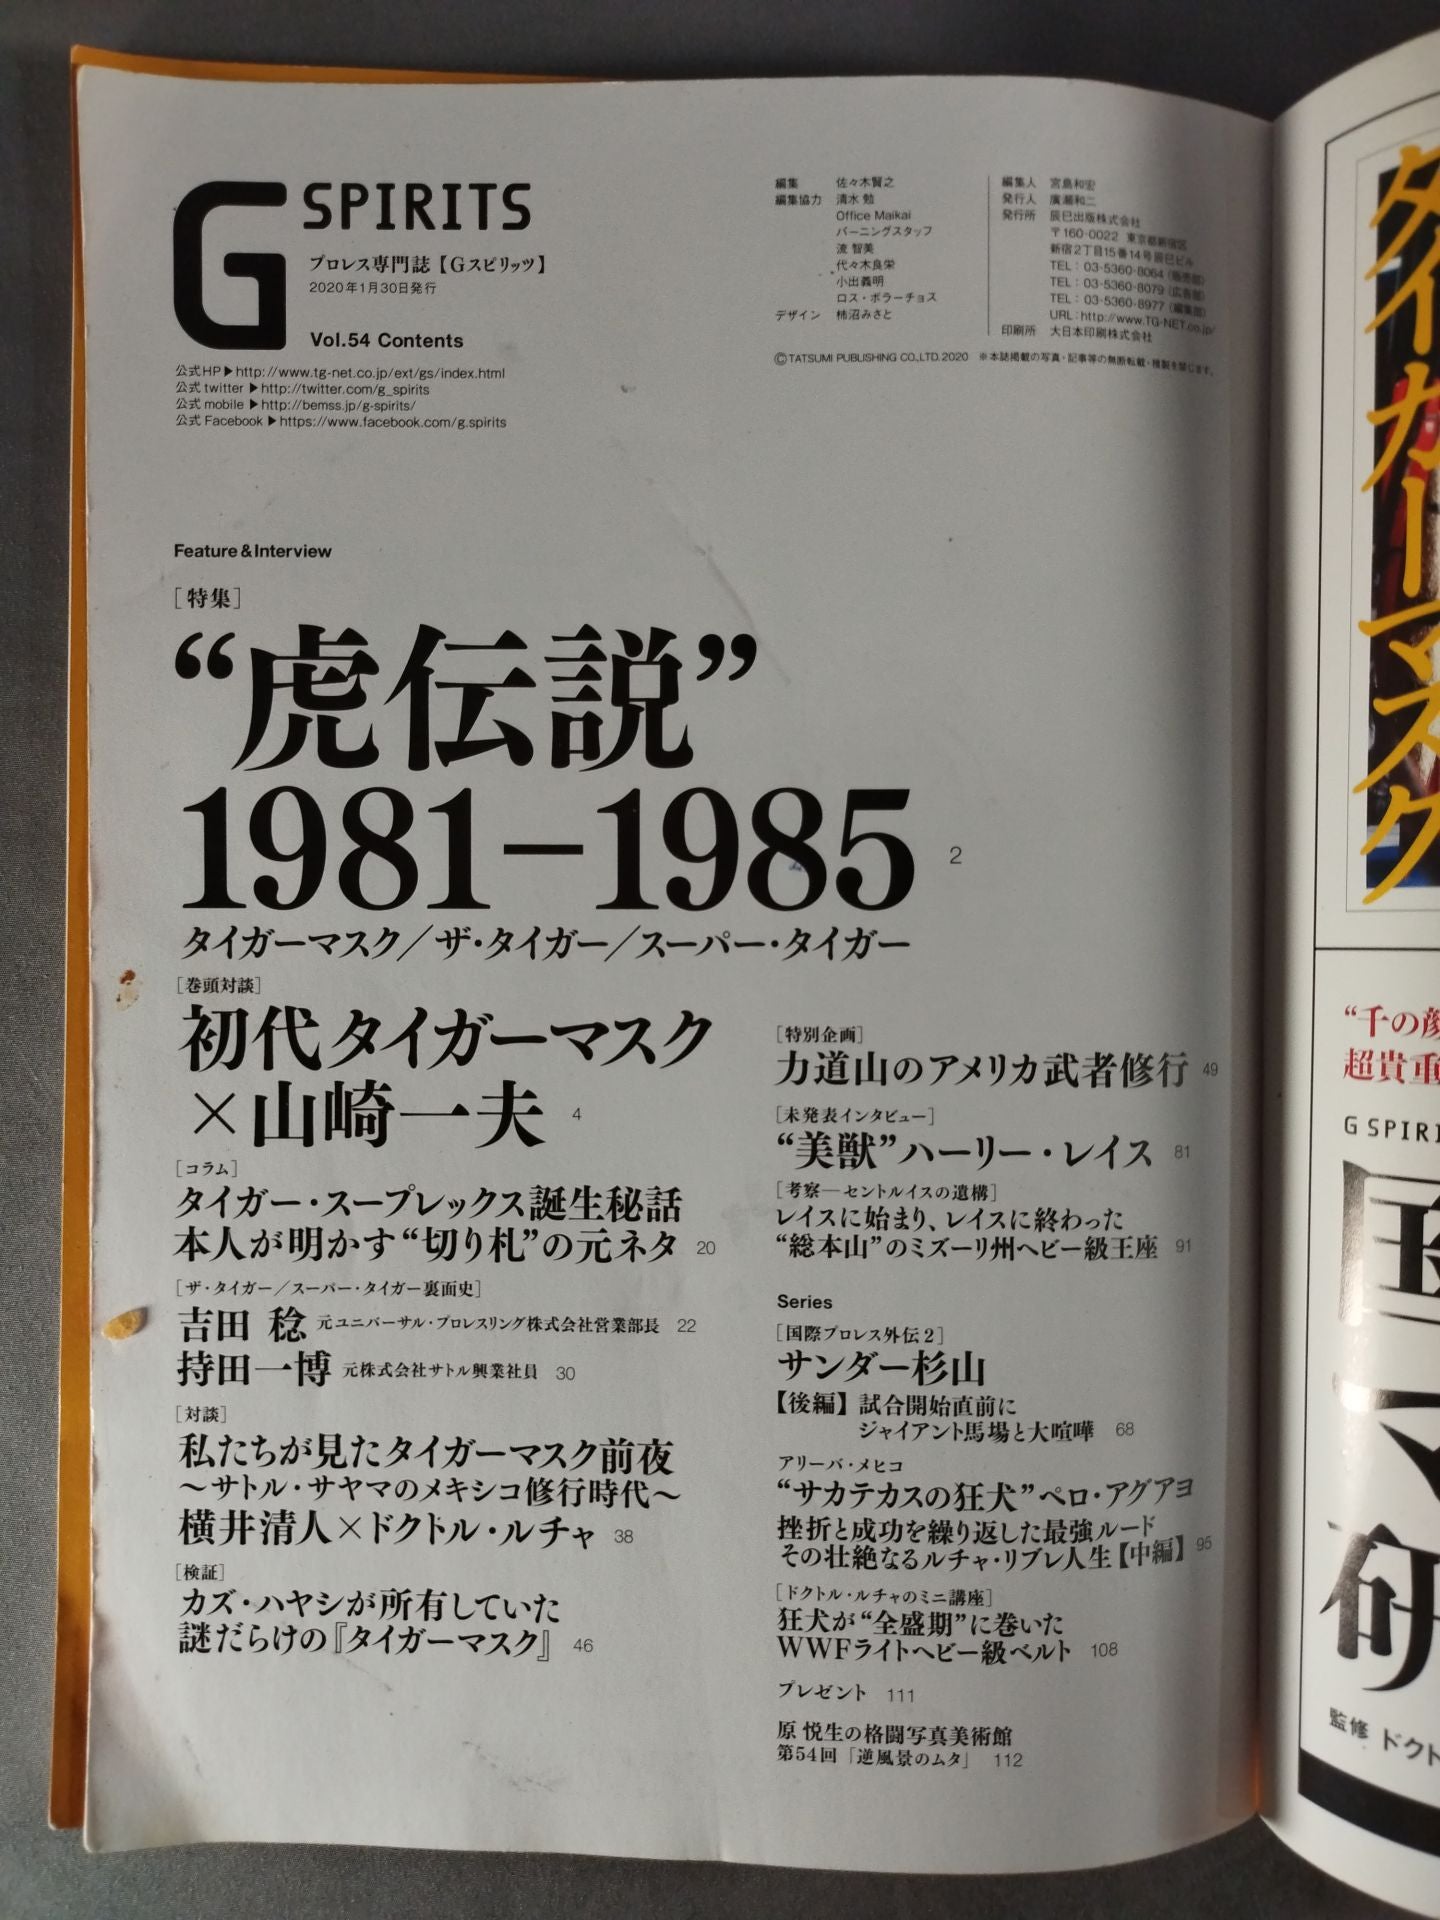 G SPIRITS
プロレス専門誌【Gスピリッツ】
2020年1月30日発行
Vol.54 Contents
公式HP▶http://www.tg-net.co.jp/ext/gs/index.html
公式 twitter ▶http://twitter.com/g_spirits
公式 mobile ▶http://bemss.jp/g-spirits/
公式 Facebook ▶https://www.facebook.com/g.spirits
編集 佐々木賢之
編集協力 清水 勉
Office Maikai
バーニングスタッフ
流 智美
代々木良栄
小出義明
ロス・ボラーチョス
デザイン 柿沼みさと
編集人 宮島和宏
発行人 廣瀬和二
発行所 辰巳出版株式会社
〒160-0022 東京都新宿区
新宿2丁目15番14号 辰巳ビル
TEL：03-5360-8064（販売部）
TEL：03-5360-8079（広告部）
TEL：03-5360-8977（編集部）
URL：http://www.TG-NET.co.jp/
印刷所 大日本印刷株式会社
©TATSUMI PUBLISHING CO.,LTD.2020 ※本誌掲載の写真・記事等の無断転載・複製を禁じます。
Feature & Interview
［特集］
“虎伝説”
1981−1985 2
タイガーマスク／ザ・タイガー／スーパー・タイガー
［巻頭対談］
初代タイガーマスク
×山崎一夫 4
［コラム］
タイガー・スープレックス誕生秘話
本人が明かす“切り札”の元ネタ 20
［ザ・タイガー／スーパー・タイガー裏面史］
吉田 稔 元ユニバーサル・プロレスリング株式会社営業部長 22
持田一博 元株式会社サトル興業社員 30
［対談］
私たちが見たタイガーマスク前夜
〜サトル・サヤマのメキシコ修行時代〜
横井清人×ドクトル・ルチャ 38
［検証］
カズ・ハヤシが所有していた
謎だらけの『タイガーマスク』 46
［特別企画］
力道山のアメリカ武者修行 49
［未発表インタビュー］
“美獣”ハーリー・レイス 81
［考察―セントルイスの遺構］
レイスに始まり、レイスに終わった
“総本山”のミズーリ州ヘビー級王座 91
Series
［国際プロレス外伝2］
サンダー杉山
【後編】試合開始直前に
ジャイアント馬場と大喧嘩 68
アリーバ・メヒコ
“サカテカスの狂犬”ペロ・アグアヨ
挫折と成功を繰り返した最強ルード
その壮絶なるルチャ・リブレ人生【中編】 95
［ドクトル・ルチャのミニ講座］
狂犬が“全盛期”に巻いた
WWFライトヘビー級ベルト 108
プレゼント 111
原 悦生の格闘写真美術館
第54回「逆風景のムタ」 112
タイガーマスク
“千の顔
超貴重
G SPIRI
マ
研
監修 ドクト